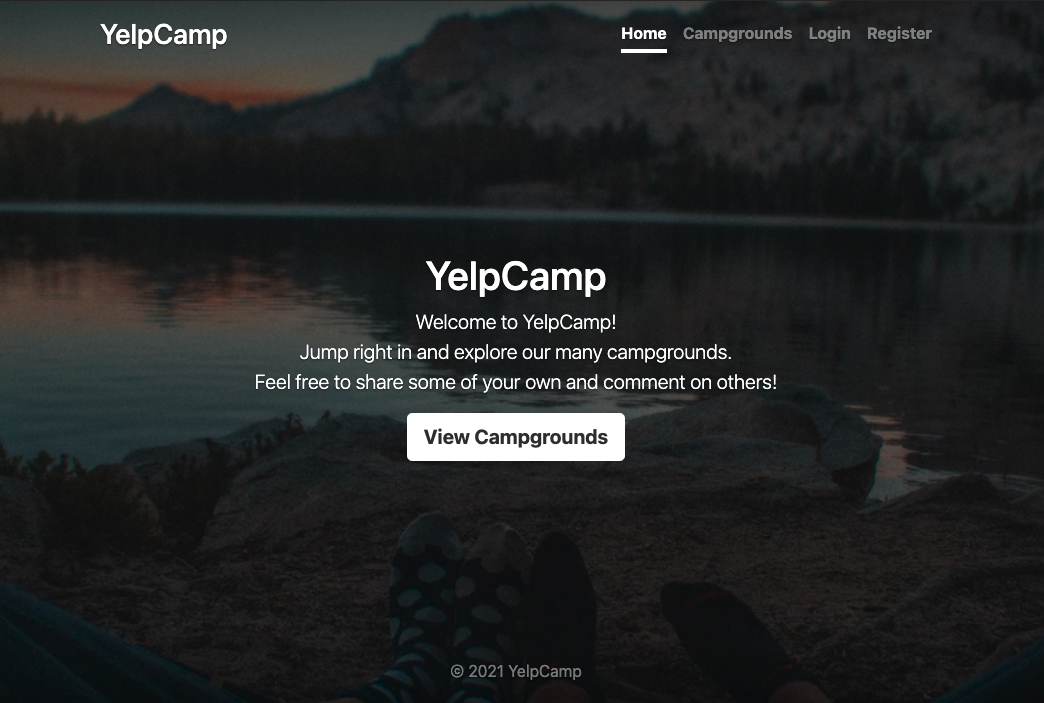 YelpCamp
Home Campgrounds Login Register
YelpCamp
Welcome to YelpCamp!
Jump right in and explore our many campgrounds.
Feel free to share some of your own and comment on others!
View Campgrounds
© 2021 YelpCamp